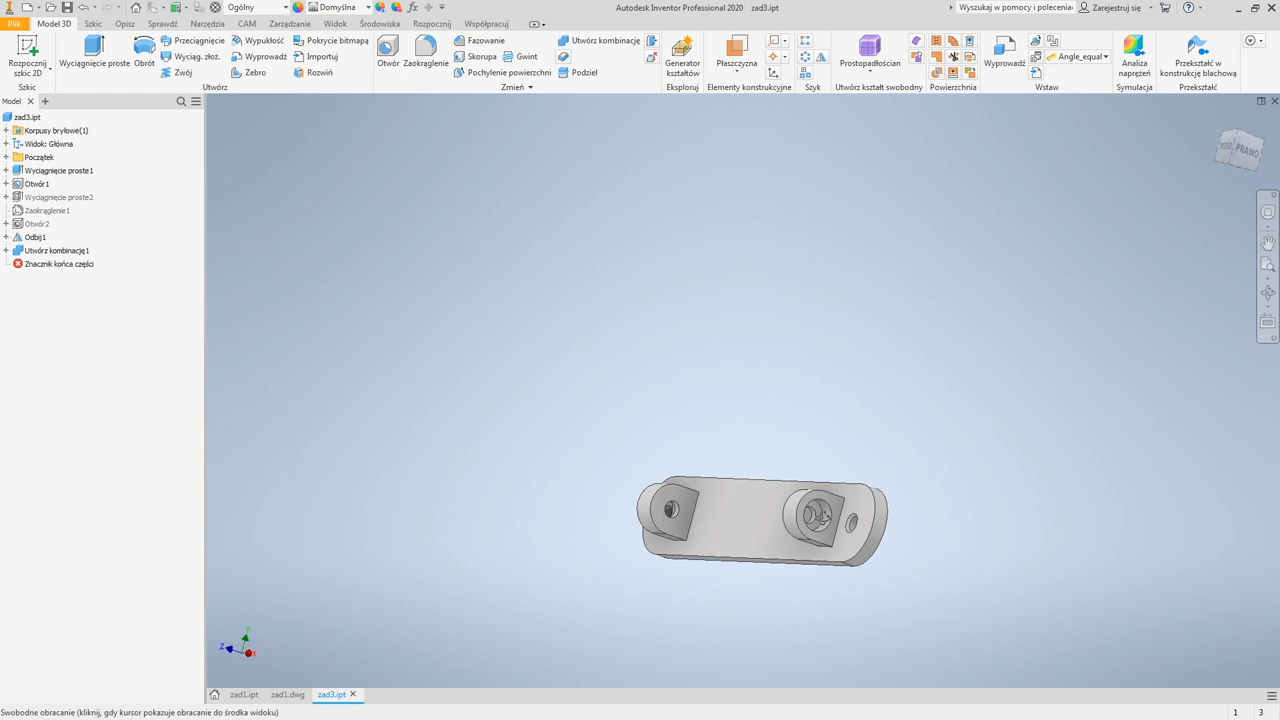 Ogólny
Domyślna
Autodesk Inventor Professional 2020 zad3.ipt
Wyszukaj w pomocy i poleceniach
Zarejestruj się
Plik Model 3D Szkic Opisz Sprawdź Narzędzia CAM Zarządzanie Widok Środowiska Rozpocznij Współpracuj
Rozpocznij szkic 2D
Wyciągnięcie proste
Obrót
Przeciągnięcie
Wyciąg. złoż.
Zwój
Wypukłość
Wyprowadź
Żebro
Pokrycie bitmapą
Importuj
Rozwiń
Otwór
Zaokrąglenie
Fazowanie
Skorupa
Gwint
Pochylenie powierzchni
Utwórz kombinację
Podziel
Generator kształtów
Płaszczyzna
Prostopadłościan
Wyprowadź
Angle_equal
Analiza naprężeń
Przekształć w konstrukcję blachową
Szkic Utwórz Zmień Eksploruj Elementy konstrukcyjne Szyk Utwórz kształt swobodny Powierzchnia Wstaw Symulacja Przekształć
Model
zad3.ipt
Korpusy bryłowe(1)
Widok: Główna
Początek
Wyciągnięcie proste1
Otwór1
Wyciągnięcie proste2
Zaokrąglenie1
Otwór2
Odbij1
Utwórz kombinację1
Znacznik końca części
PRAWO
Y
Z
X
zad1.ipt zad1.dwg zad3.ipt
Swobodne obracanie (kliknij, gdy kursor pokazuje obracanie do środka widoku)
1 3